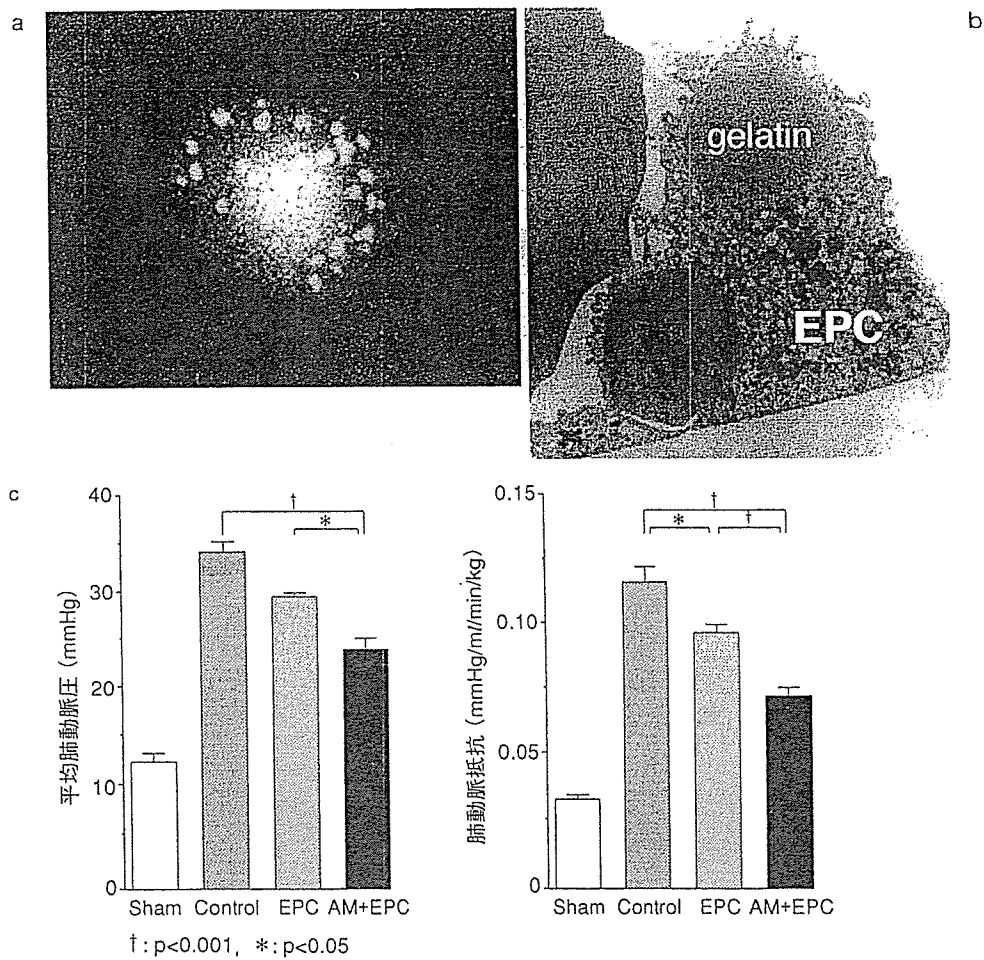 a
b
gelatin
EPC
c
平均肺動脈圧 (mmHg)
40
30
20
10
0
†
*
Sham Control EPC AM+EPC
肺動脈抵抗 (mmHg/ml/min/kg)
0.15
0.10
0.05
0
†
* †
Sham Control EPC AM+EPC
†: p<0.001, *: p<0.05